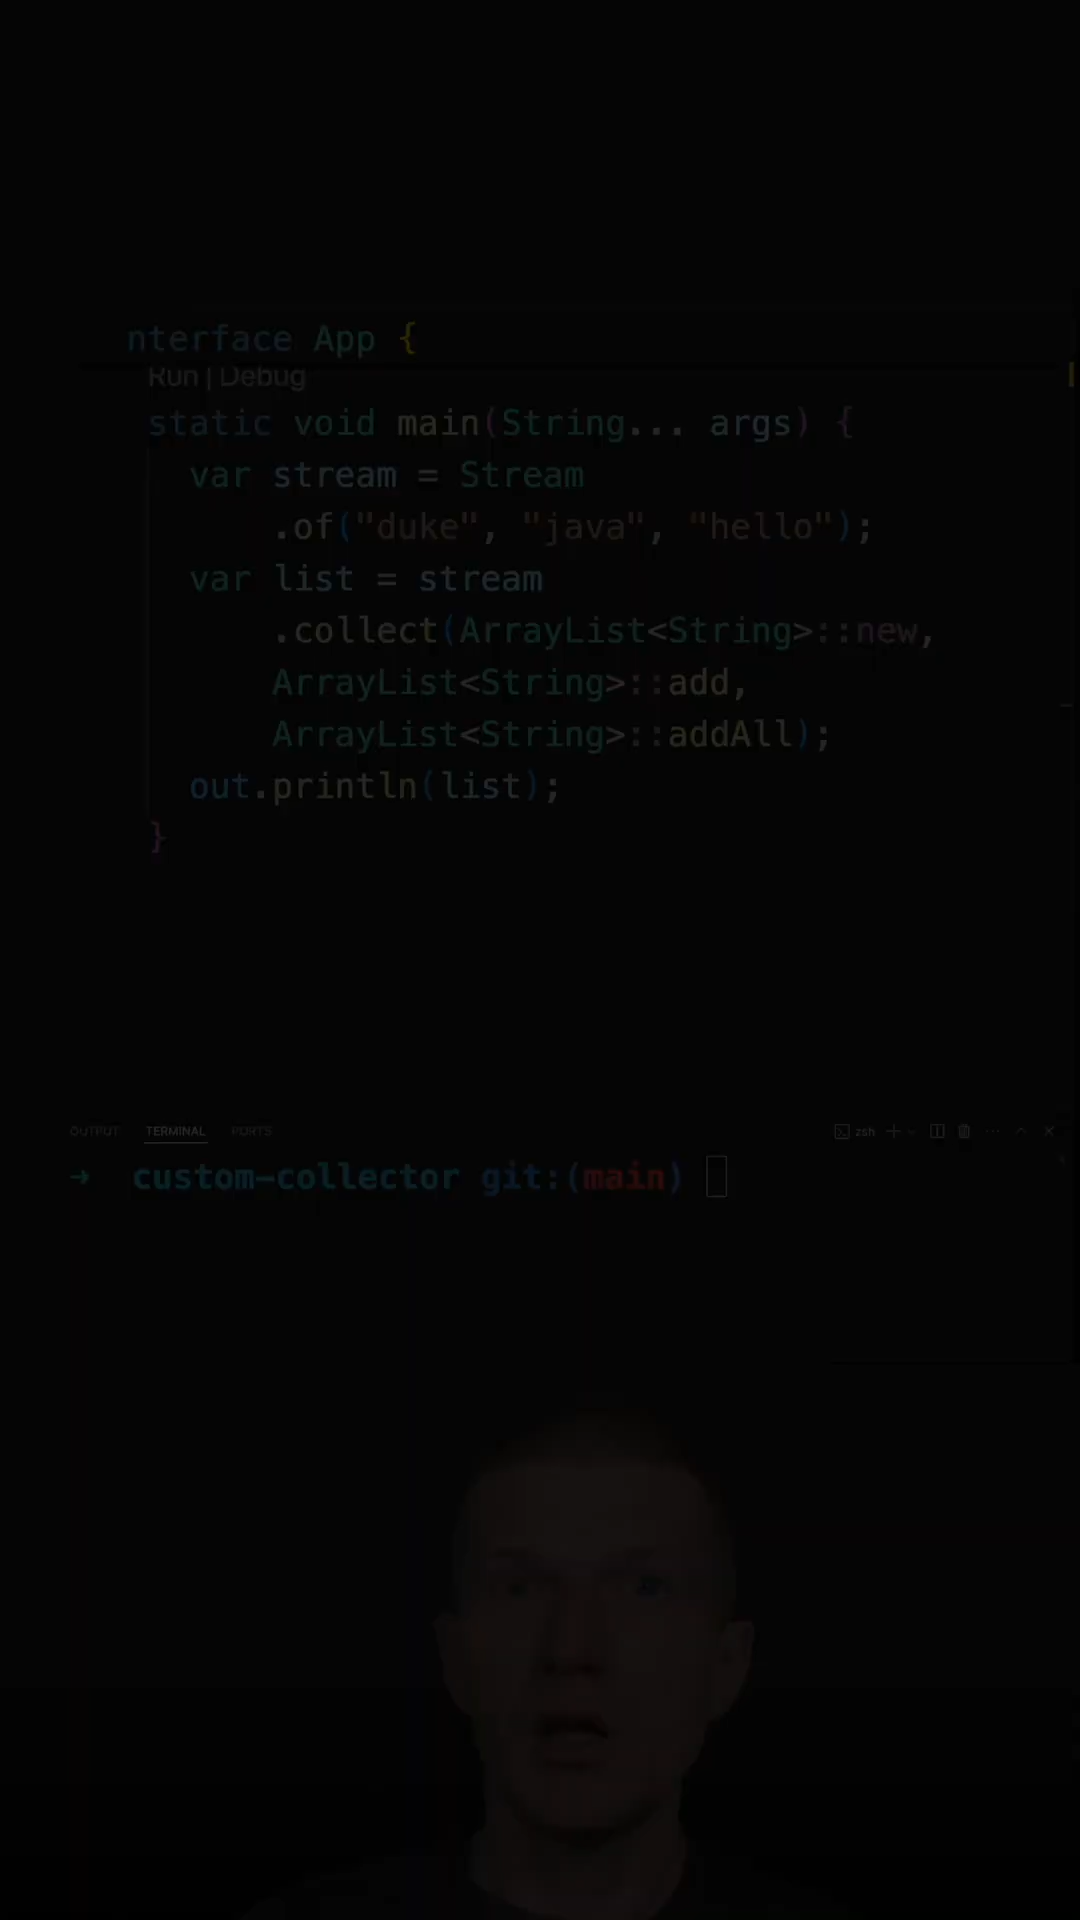 nterface App {
Run | Debug
static void main(String... args) {
var stream = Stream
.of("duke", "java", "hello");
var list = stream
.collect(ArrayList<String>::new,
ArrayList<String>::add,
ArrayList<String>::addAll);
out.println(list);
}
OUTPUT TERMINAL PORTS zsh
→ custom-collector git:(main)